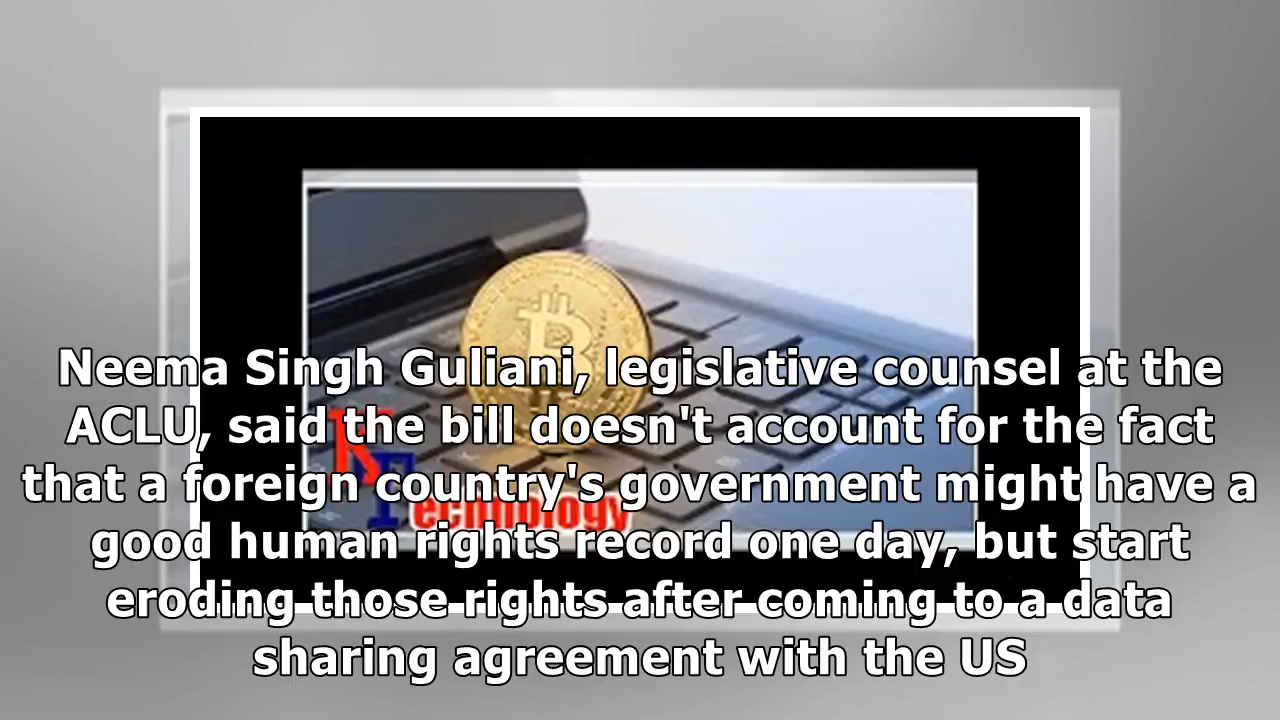 Neema Singh Guliani, legislative counsel at the
ACLU, said the bill doesn't account for the fact
that a foreign country's government might have a
good human rights record one day, but start
eroding those rights after coming to a data
sharing agreement with the US